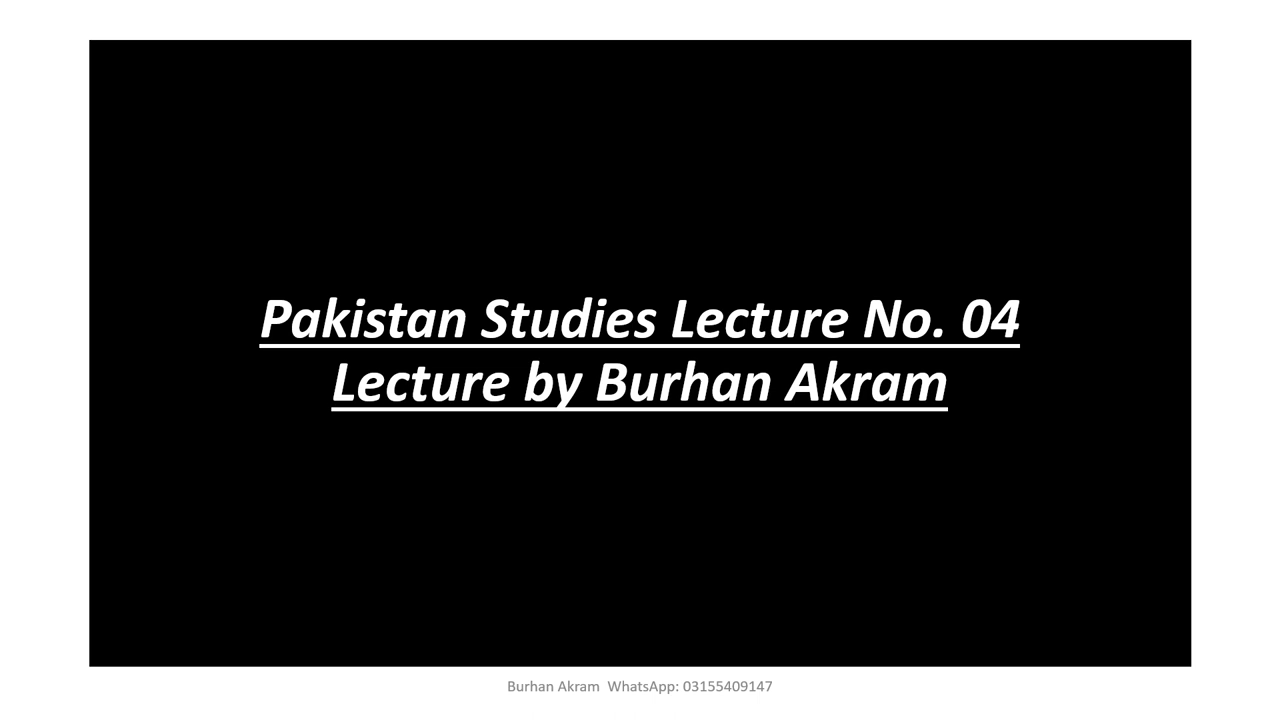 Pakistan Studies Lecture No. 04
Lecture by Burhan Akram
Burhan Akram  WhatsApp: 03155409147